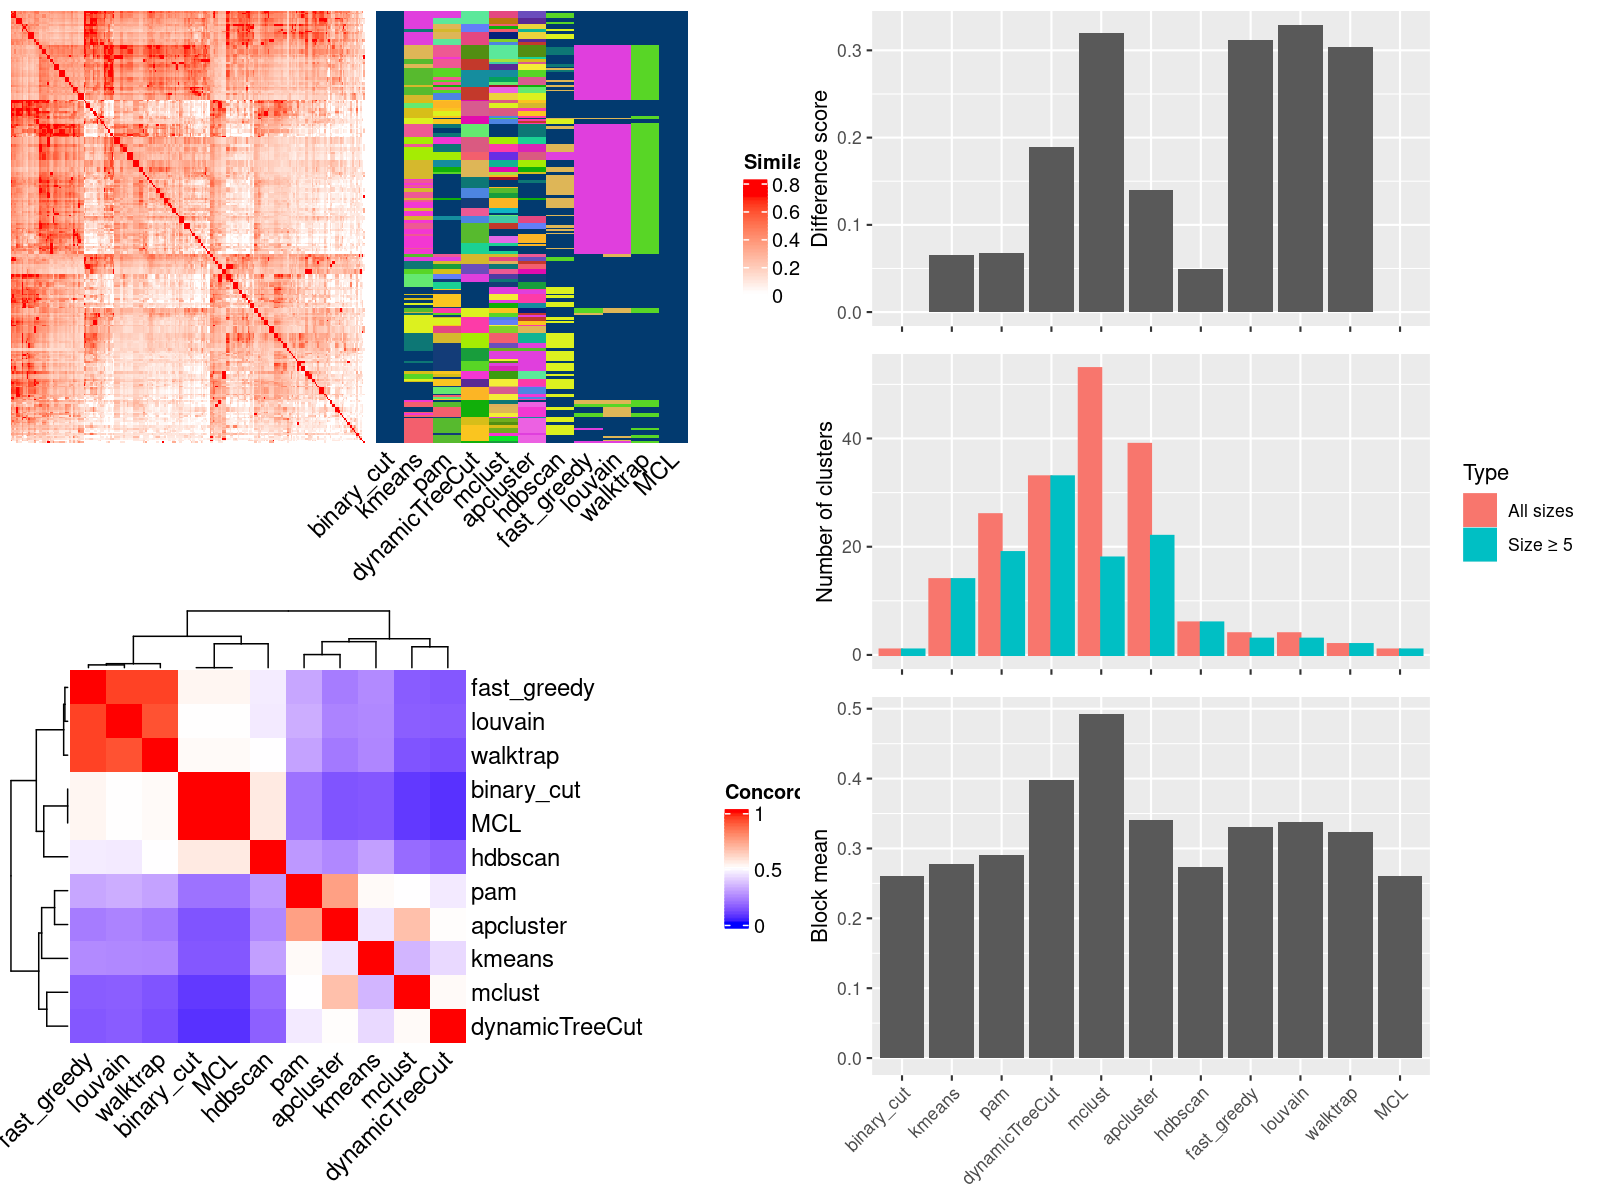 Simila
0.8
0.6
0.4
0.2
0
binary_cut
kmeans
pam
dynamicTreeCut
mclust
apcluster
hdbscan
fast_greedy
louvain
walktrap
MCL
fast_greedy
louvain
walktrap
binary_cut
MCL
hdbscan
pam
apcluster
kmeans
mclust
dynamicTreeCut
fast_greedy
louvain
walktrap
binary_cut
MCL
hdbscan
pam
apcluster
kmeans
mclust
dynamicTreeCut
Concord
1
0.5
0
Difference score
0.3
0.2
0.1
0.0
Number of clusters
40
20
0
Type
All sizes
Size ≥ 5
Block mean
0.5
0.4
0.3
0.2
0.1
0.0
binary_cut
kmeans
pam
dynamicTreeCut
mclust
apcluster
hdbscan
fast_greedy
louvain
walktrap
MCL